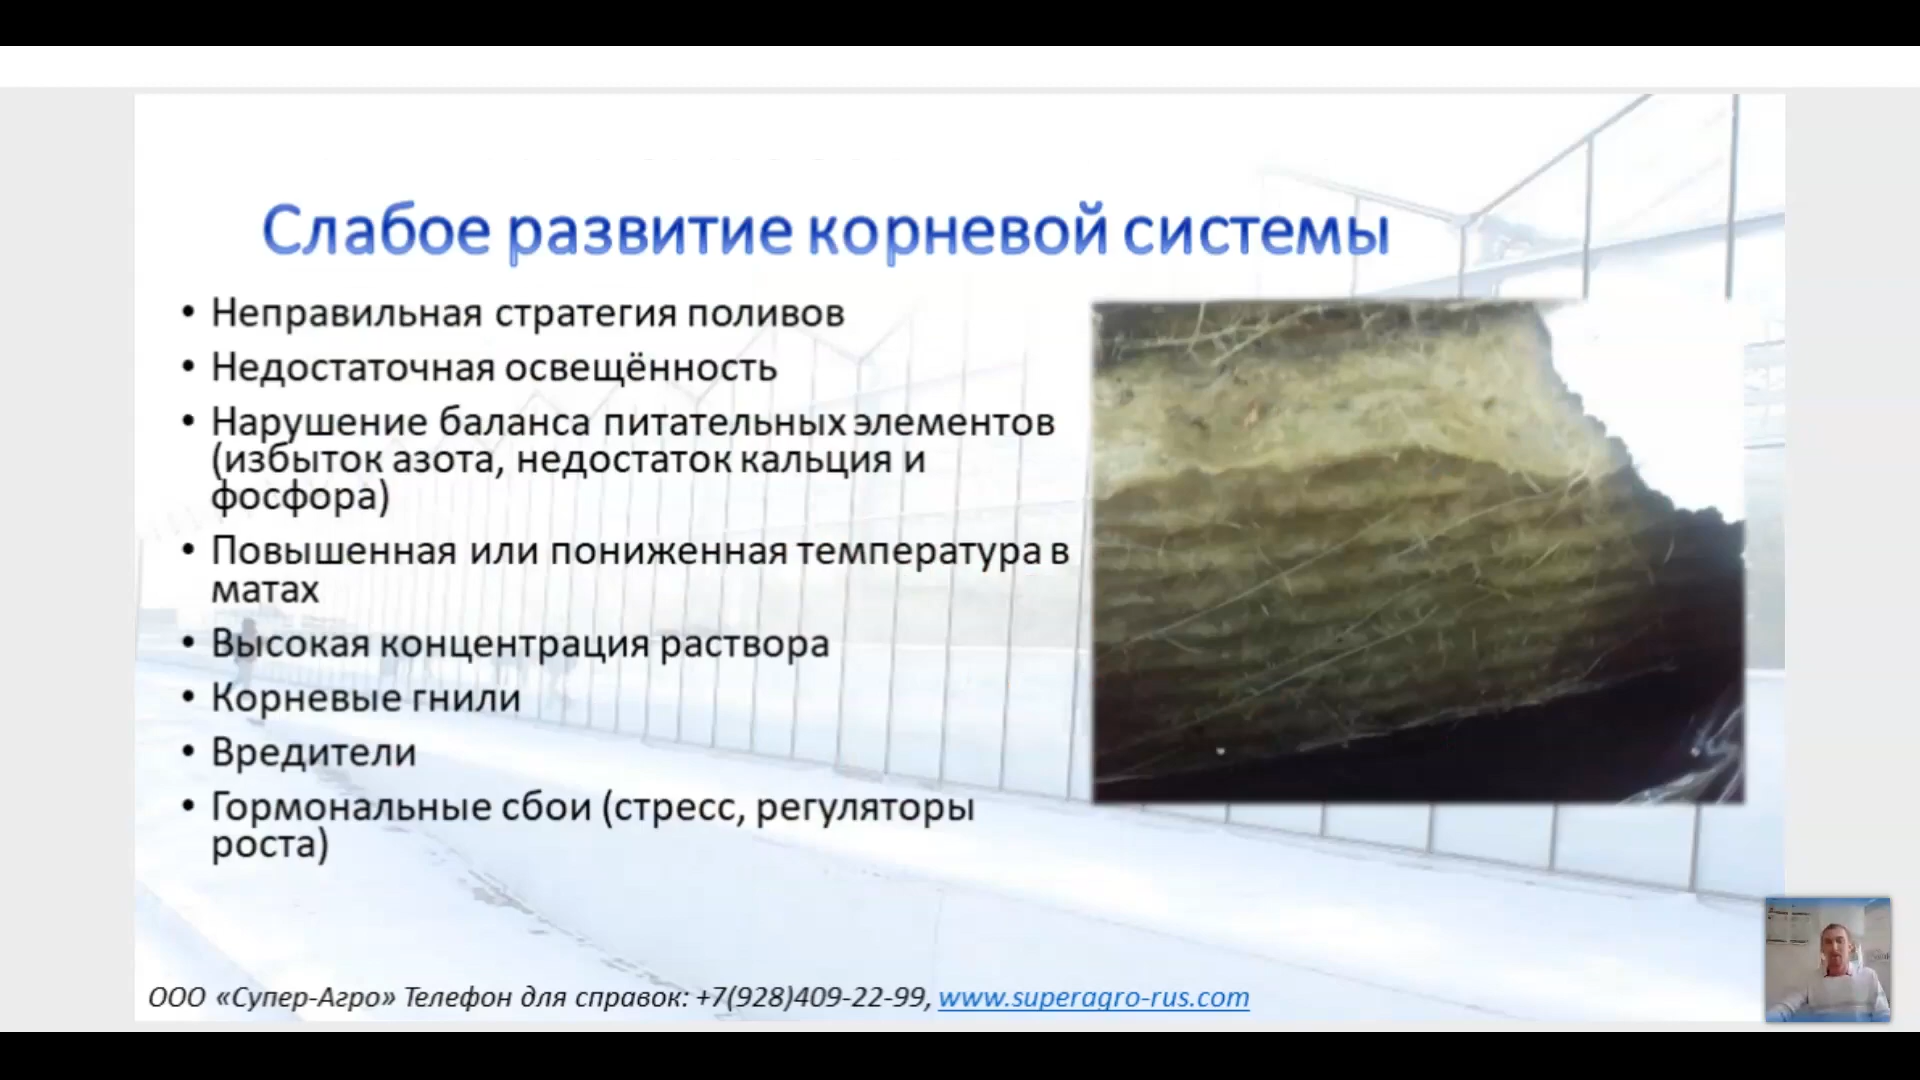 Слабое развитие корневой системы
• Неправильная стратегия поливов
• Недостаточная освещённость
• Нарушение баланса питательных элементов
(избыток азота, недостаток кальция и
фосфора)
• Повышенная или пониженная температура в
матах
• Высокая концентрация раствора
• Корневые гнили
• Вредители
• Гормональные сбои (стресс, регуляторы
роста)
ООО «Супер-Агро» Телефон для справок: +7(928)409-22-99, www.superagro-rus.com